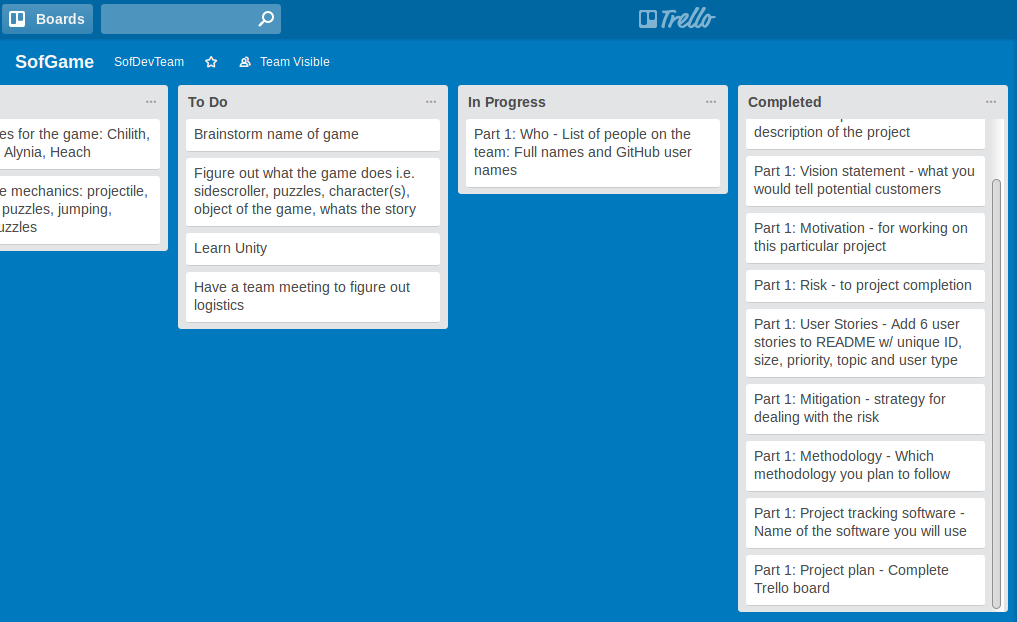 Boards
Trello
SofGame
SofDevTeam
Team Visible
es for the game: Chilith,
Alynia, Heach
e mechanics: projectile,
puzzles, jumping,
uzzles
To Do
Brainstorm name of game
Figure out what the game does i.e.
sidescroller, puzzles, character(s),
object of the game, whats the story
Learn Unity
Have a team meeting to figure out
logistics
In Progress
Part 1: Who - List of people on the
team: Full names and GitHub user
names
Completed
description of the project
Part 1: Vision statement - what you
would tell potential customers
Part 1: Motivation - for working on
this particular project
Part 1: Risk - to project completion
Part 1: User Stories - Add 6 user
stories to README w/ unique ID,
size, priority, topic and user type
Part 1: Mitigation - strategy for
dealing with the risk
Part 1: Methodology - Which
methodology you plan to follow
Part 1: Project tracking software -
Name of the software you will use
Part 1: Project plan - Complete
Trello board